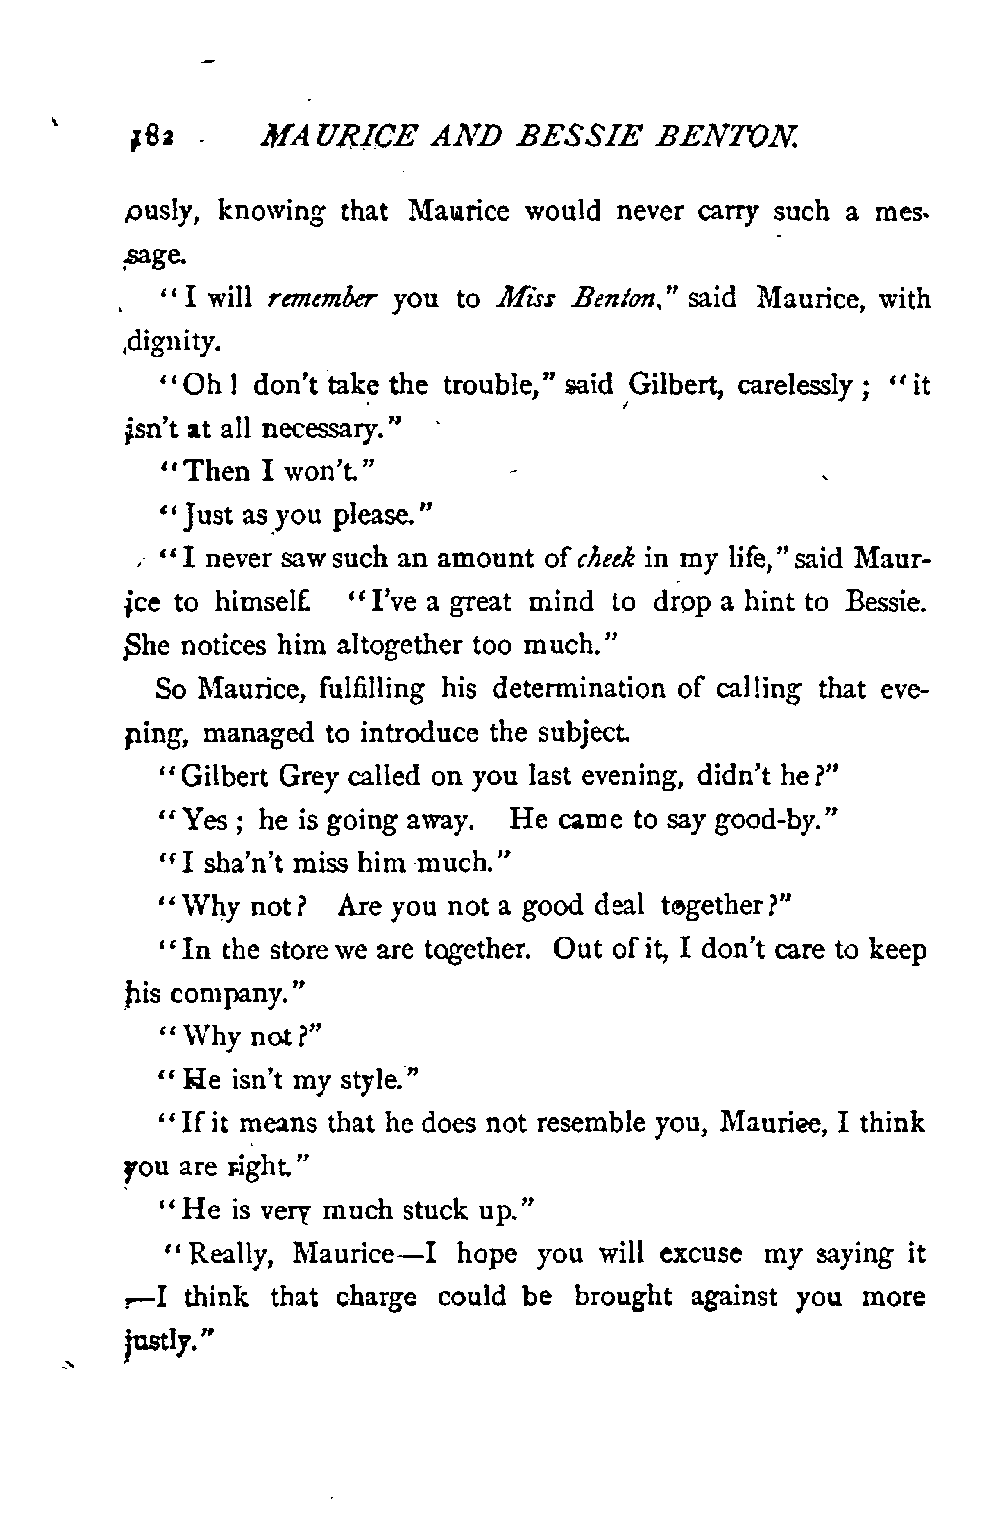 182 MAURICE AND BESSIE BENTON.
ously, knowing that Maurice would never carry such a mes-
sage.
"I will remember you to Miss Benton," said Maurice, with
dignity.
"Oh! don't take the trouble," said Gilbert, carelessly; "it
isn't at all necessary."
"Then I won't."
"Just as you please."
"I never saw such an amount of cheek in my life," said Maur-
ice to himself. "I've a great mind to drop a hint to Bessie.
She notices him altogether too much."
So Maurice, fulfilling his determination of calling that eve-
ning, managed to introduce the subject.
"Gilbert Grey called on you last evening, didn't he?"
"Yes; he is going away. He came to say good-by."
"I sha'n't miss him much."
"Why not? Are you not a good deal together?"
"In the store we are together. Out of it, I don't care to keep
his company."
"Why not?"
"He isn't my style."
"If it means that he does not resemble you, Maurice, I think
you are right."
"He is very much stuck up."
"Really, Maurice—I hope you will excuse my saying it
—I think that charge could be brought against you more
justly."